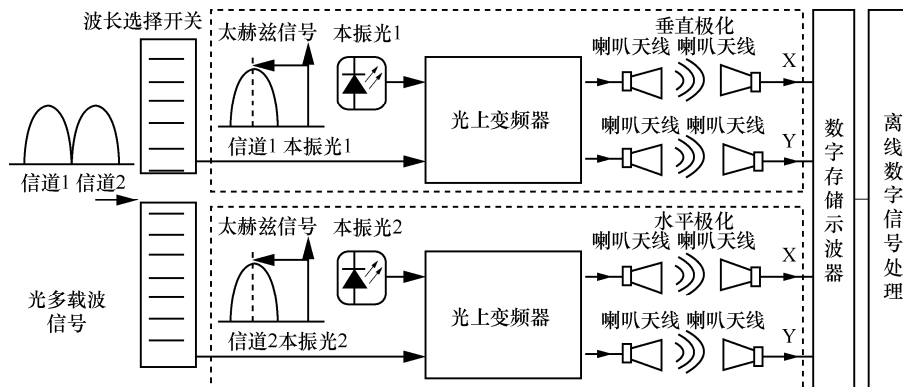 波长选择开关
信道1 信道2
光多载波
信号
太赫兹信号 本振光1
信道1 本振光1
光上变频器
垂直极化
喇叭天线 喇叭天线
X
喇叭天线 喇叭天线
Y
太赫兹信号 本振光2
信道2本振光2
光上变频器
水平极化
喇叭天线 喇叭天线
X
喇叭天线 喇叭天线
Y
数字存储示波器
离线数字信号处理